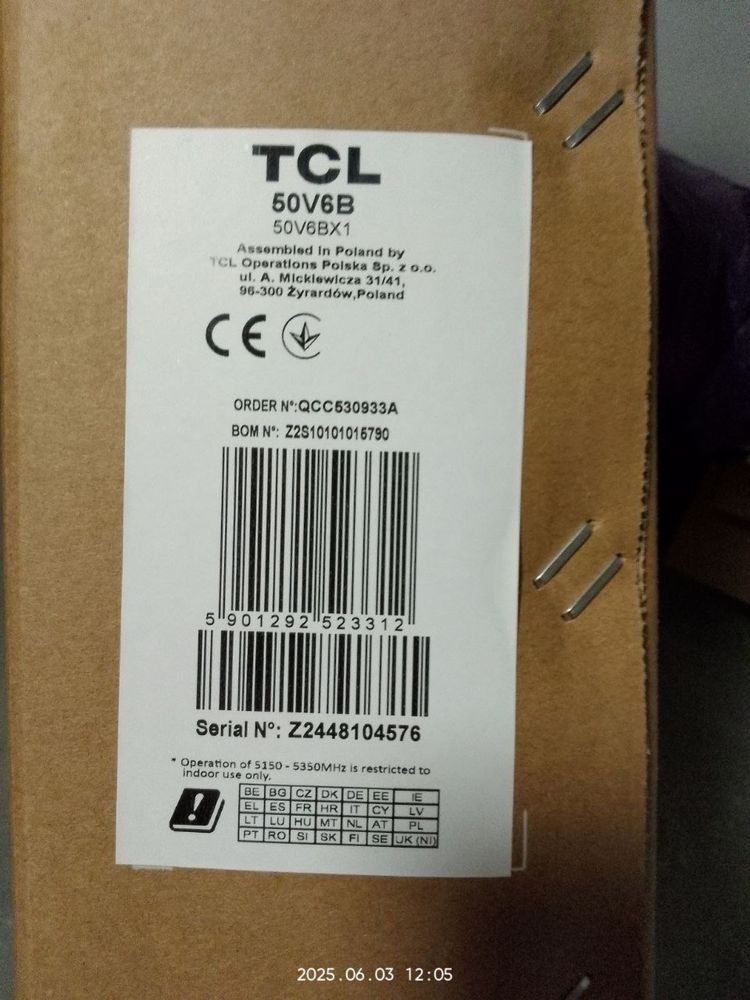 TCL
50V6B
50V6BX1
Assembled in Poland by
TCL Operations Polska Sp. z o.o.
ul. A. Mickiewicza 31/41,
96-300 Żyrardów,Poland
CE
ORDER N°:QCC530933A
BOM N°: Z2S10101015790
5 901292 523312
Serial N°: Z2448104576
* Operation of 5150 - 5350MHz is restricted to
indoor use only.
BE BG CZ DK DE EE IE
EL ES FR HR IT CY LV
LT LU HU MT NL AT PL
PT RO SI SK FI SE UK (NI)
2025.06.03 12:05